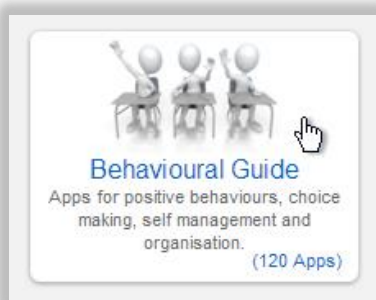 Behavioural Guide
Apps for positive behaviours, choice
making, self management and
organisation.
(120 Apps)